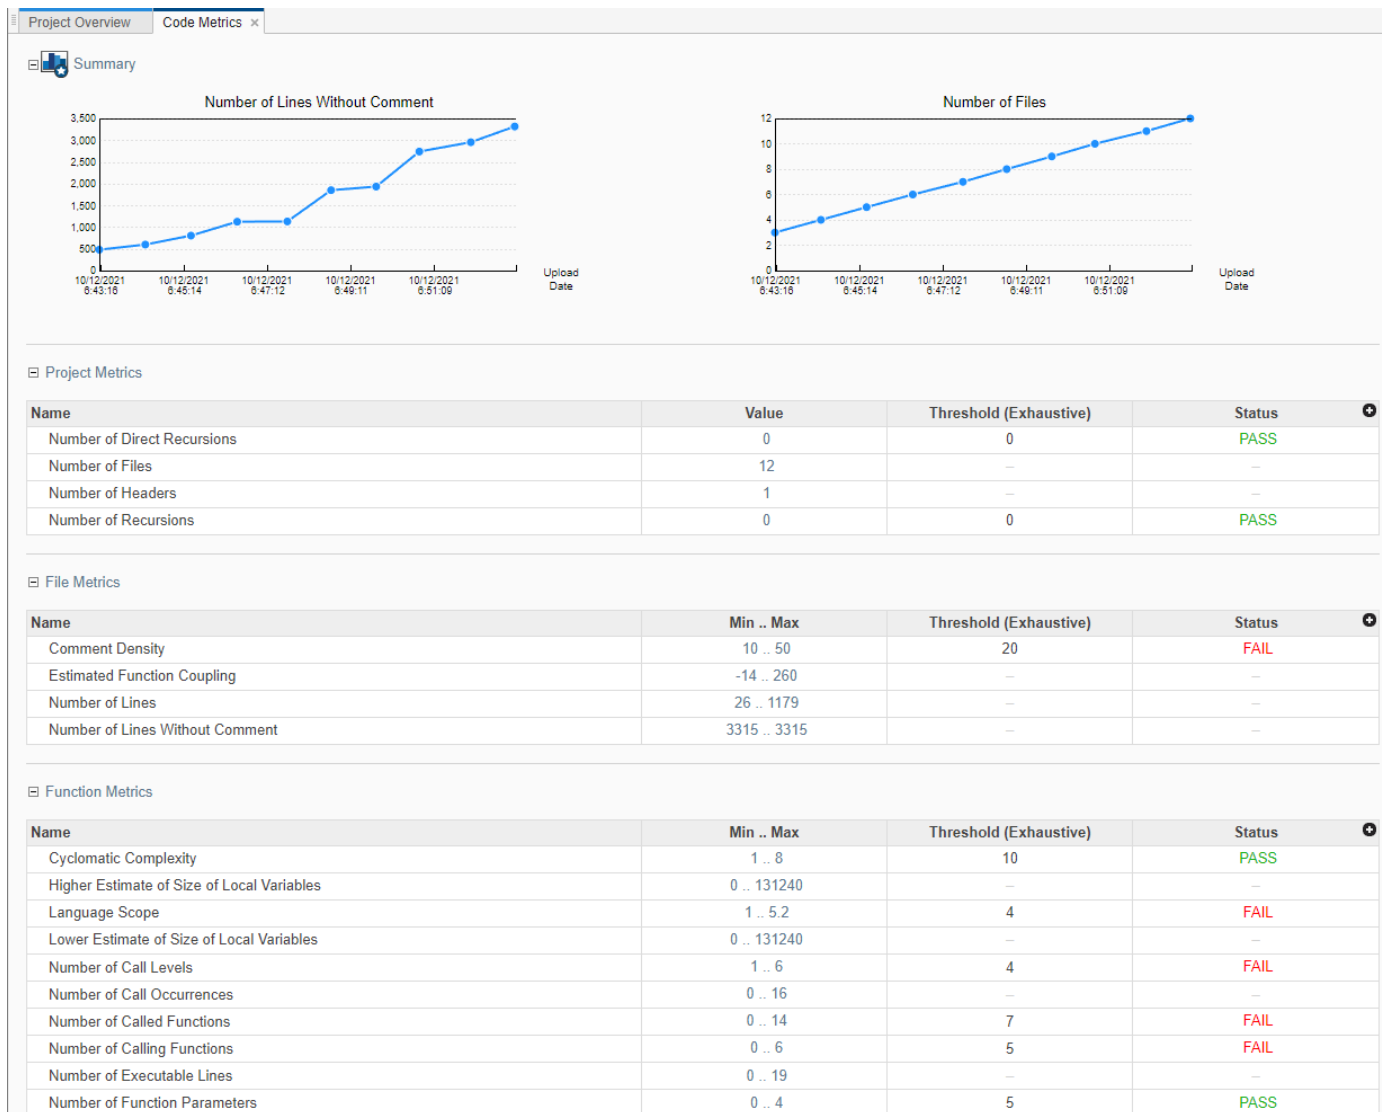 Project Overview Code Metrics ×
Summary
Number of Lines Without Comment
3,500
3,000
2,500
2,000
1,500
1,000
500
0
10/12/2021 10/12/2021 10/12/2021 10/12/2021 10/12/2021
6:43:16 6:45:14 6:47:12 6:49:11 6:51:09
Upload
Date
Number of Files
12
10
8
6
4
2
0
10/12/2021 10/12/2021 10/12/2021 10/12/2021 10/12/2021
6:43:16 6:45:14 6:47:12 6:49:11 6:51:09
Upload
Date
Project Metrics
Name Value Threshold (Exhaustive) Status
Number of Direct Recursions 0 0 PASS
Number of Files 12 – –
Number of Headers 1 – –
Number of Recursions 0 0 PASS
File Metrics
Name Min .. Max Threshold (Exhaustive) Status
Comment Density 10 .. 50 20 FAIL
Estimated Function Coupling -14 .. 260 – –
Number of Lines 26 .. 1179 – –
Number of Lines Without Comment 3315 .. 3315 – –
Function Metrics
Name Min .. Max Threshold (Exhaustive) Status
Cyclomatic Complexity 1 .. 8 10 PASS
Higher Estimate of Size of Local Variables 0 .. 131240 – –
Language Scope 1 .. 5.2 4 FAIL
Lower Estimate of Size of Local Variables 0 .. 131240 – –
Number of Call Levels 1 .. 6 4 FAIL
Number of Call Occurrences 0 .. 16 – –
Number of Called Functions 0 .. 14 7 FAIL
Number of Calling Functions 0 .. 6 5 FAIL
Number of Executable Lines 0 .. 19 – –
Number of Function Parameters 0 .. 4 5 PASS